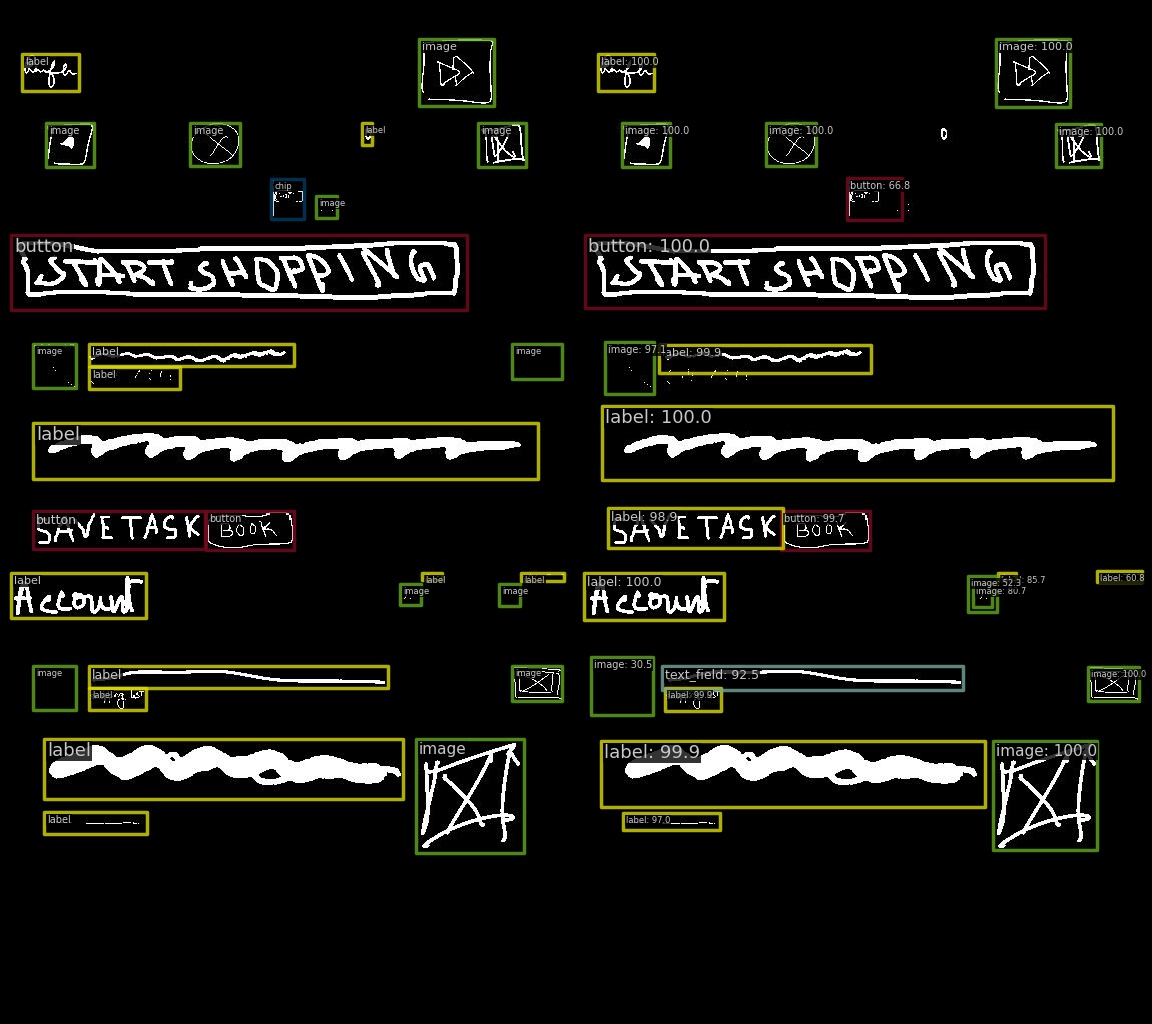 image image: 100.0
label label: 100.0
image image label image image: 100.0 image: 100.0 image: 100.0
chip button: 66.8
image
button button: 100.0
START SHOPPING START SHOPPING
image label image image: 97.1 label: 99.9
label
label label: 100.0
button button label: 98.9 button: 99.7
SAVE TASK BOOK SAVE TASK BOOK
label label label label: 100.0 label: 85.7 label: 60.8
image image image: 52.3 image: 80.7
Account Account
image label image image: 30.5 text_field: 92.5 image: 100.0
label label: 99.9
label image label: 99.9 image: 100.0
label label: 97.0